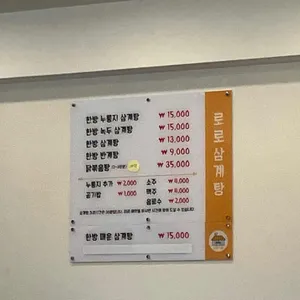 한방 누룽지 삼계탕 ₩ 15,000
한방 녹두 삼계탕 ₩ 15,000
한방 삼계탕 ₩ 13,000
한방 반계탕 ₩ 9,000
닭볶음탕 ₩ 35,000
누룽지 추가 ₩ 2,000
공기밥 ₩ 1,000
소주 ₩ 4,000
맥주 ₩ 4,000
음료수 ₩ 2,000
한방 매운 삼계탕 ₩ 15,000
로로삼계탕